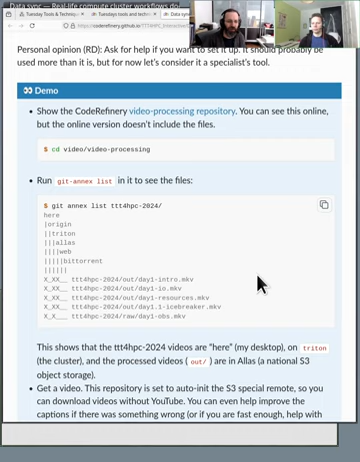 Data sync — Real-life compute cluster workflows do
Tuesday Tools & Techniques
Tuesdays tools and techn
Data syn
https://coderefinery.github.io/TTT4HPC
Personal opinion (RD): Ask for help if you want to set it up. It should probably be
used more than it is, but for now let's consider it a specialist's tool.
Demo
• Show the CodeRefinery video-processing repository. You can see this online,
but the online version doesn't include the files.
$ cd video/video-processing
• Run git-annex list in it to see the files:
$ git annex list ttt4hpc-2024/
here
|origin
||triton
|||allas
||||web
|||||bittorrent
||||||
X_XX__ ttt4hpc-2024/out/day1-intro.mkv
X_XX__ ttt4hpc-2024/out/day1-io.mkv
X_XX__ ttt4hpc-2024/out/day1-resources.mkv
X_XX__ ttt4hpc-2024/out/day1.1-icebreaker.mkv
X_X___ ttt4hpc-2024/raw/day1-obs.mkv
This shows that the ttt4hpc-2024 videos are "here" (my desktop), on triton
(the cluster), and the processed videos ( out/ ) are in Allas (a national S3
object storage).
• Get a video. This repository is set to auto-init the S3 special remote, so you
can download videos without YouTube. You can even help improve the
captions if there was something wrong (or if you are fast enough, help with